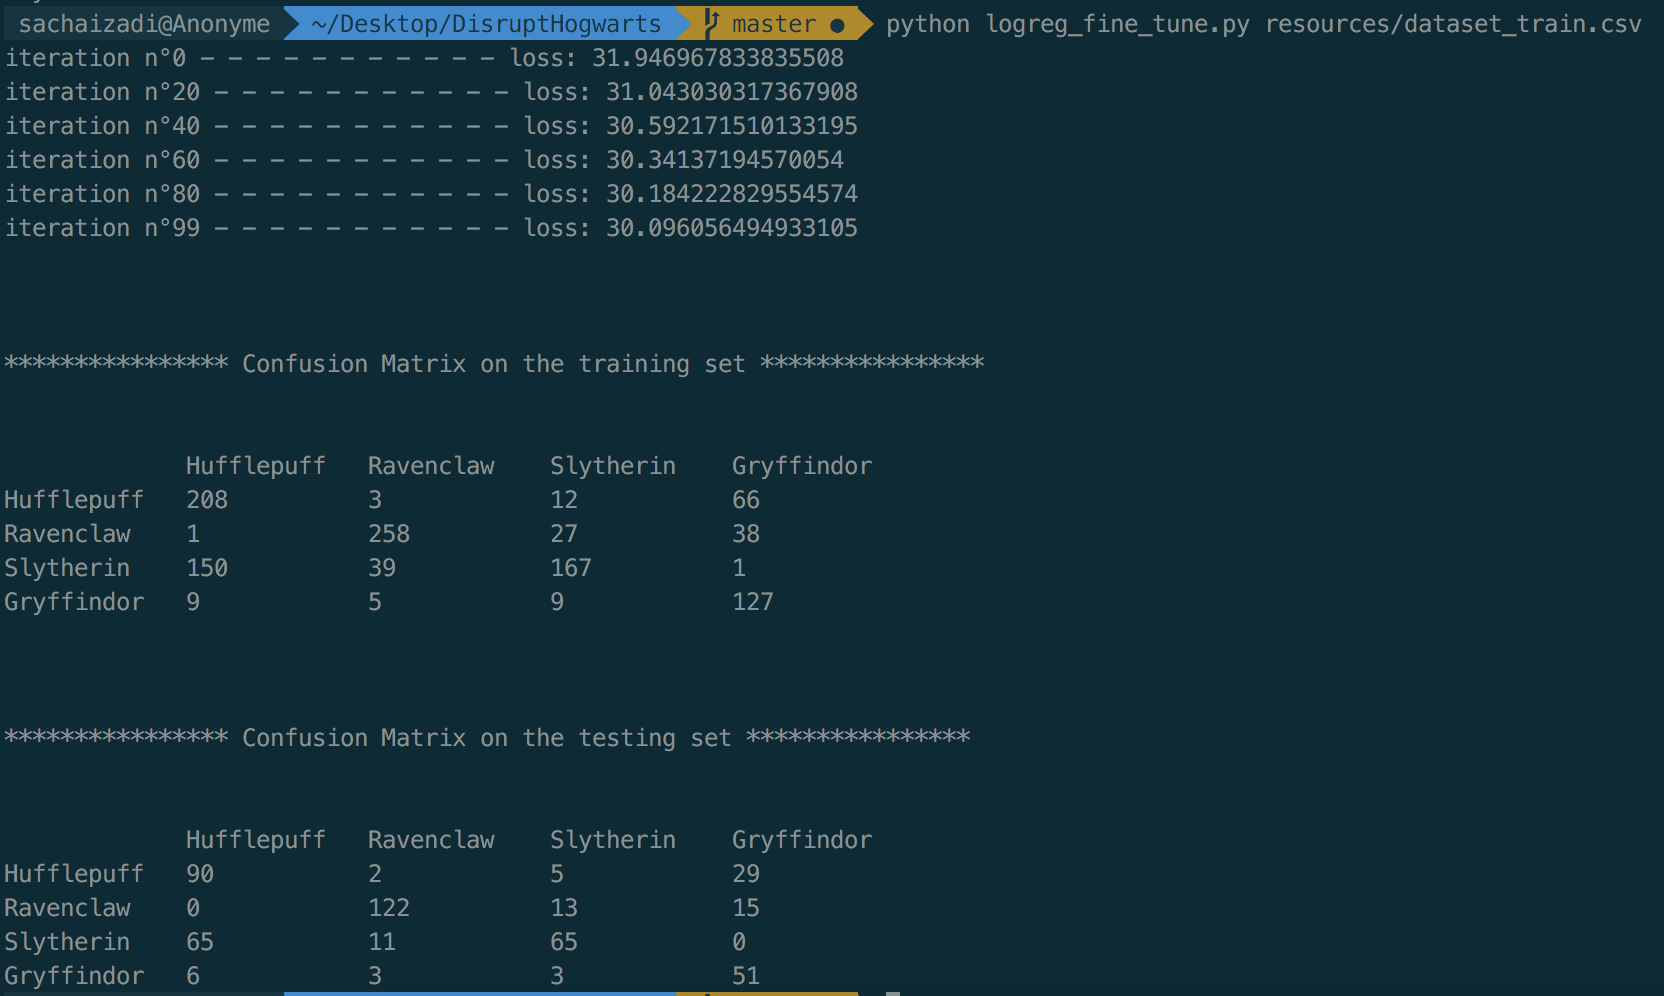 sachaizadi@Anonyme ~/Desktop/DisruptHogwarts master ● python logreg_fine_tune.py resources/dataset_train.csv
iteration n°0 – – – – – – – – – – – loss: 31.946967833835508
iteration n°20 – – – – – – – – – – – loss: 31.043030317367908
iteration n°40 – – – – – – – – – – – loss: 30.592171510133195
iteration n°60 – – – – – – – – – – – loss: 30.34137194570054
iteration n°80 – – – – – – – – – – – loss: 30.184222829554574
iteration n°99 – – – – – – – – – – – loss: 30.096056494933105
**************** Confusion Matrix on the training set ****************
Hufflepuff Ravenclaw Slytherin Gryffindor
Hufflepuff 208 3 12 66
Ravenclaw 1 258 27 38
Slytherin 150 39 167 1
Gryffindor 9 5 9 127
**************** Confusion Matrix on the testing set ****************
Hufflepuff Ravenclaw Slytherin Gryffindor
Hufflepuff 90 2 5 29
Ravenclaw 0 122 13 15
Slytherin 65 11 65 0
Gryffindor 6 3 3 51